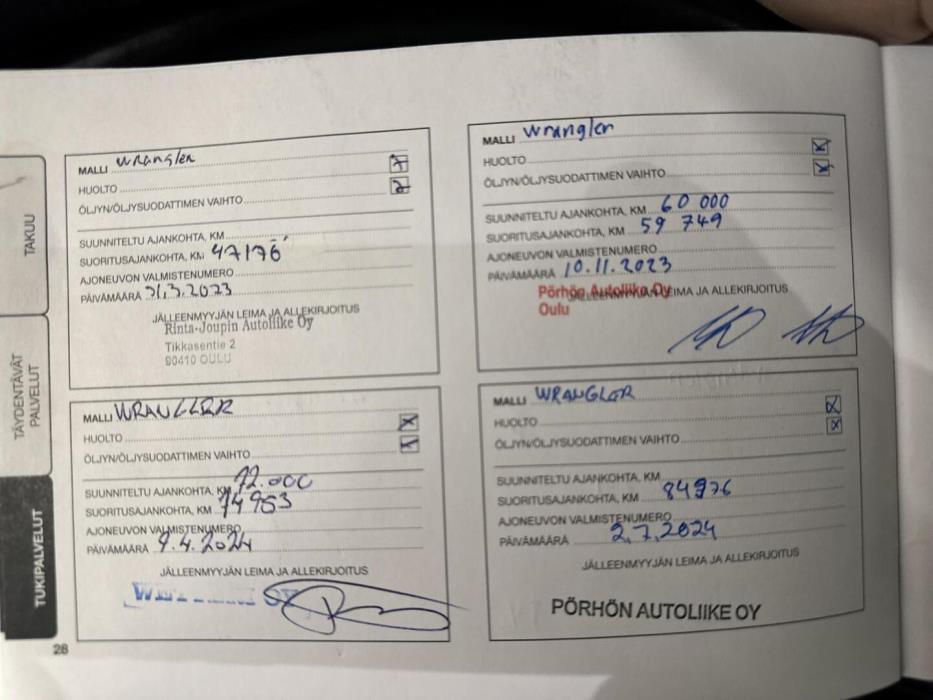 TAKUU
TÄYDENTÄVÄT
PALVELUT
TUKIPALVELUT
MALLI Wrangler
HUOLTO
ÖLJYN/ÖLJYSUODATTIMEN VAIHTO
SUUNNITELTU AJANKOHTA, KM
SUORITUSAJANKOHTA, KM 47176
AJONEUVON VALMISTENUMERO
PÄIVÄMÄÄRÄ 31.3.2023
JÄLLEENMYYJÄN LEIMA JA ALLEKIRJOITUS
Rinta-Joupin Autoliike Oy
Tikkasentie 2
90410 OULU
MALLI Wrangler
HUOLTO
ÖLJYN/ÖLJYSUODATTIMEN VAIHTO
SUUNNITELTU AJANKOHTA, KM 60 000
SUORITUSAJANKOHTA, KM 59 749
AJONEUVON VALMISTENUMERO
PÄIVÄMÄÄRÄ 10.11.2023
JÄLLEENMYYJÄN LEIMA JA ALLEKIRJOITUS
Pörhön Autoliike Oy
Oulu
MALLI WRANGLER
HUOLTO
ÖLJYN/ÖLJYSUODATTIMEN VAIHTO
SUUNNITELTU AJANKOHTA, KM 72.000
SUORITUSAJANKOHTA, KM 74953
AJONEUVON VALMISTENUMERO
PÄIVÄMÄÄRÄ 9.4.2024
JÄLLEENMYYJÄN LEIMA JA ALLEKIRJOITUS
OY
MALLI WRANGLER
HUOLTO
ÖLJYN/ÖLJYSUODATTIMEN VAIHTO
SUUNNITELTU AJANKOHTA, KM
SUORITUSAJANKOHTA, KM 84976
AJONEUVON VALMISTENUMERO
PÄIVÄMÄÄRÄ 2.7.2024
JÄLLEENMYYJÄN LEIMA JA ALLEKIRJOITUS
PÖRHÖN AUTOLIIKE OY
28